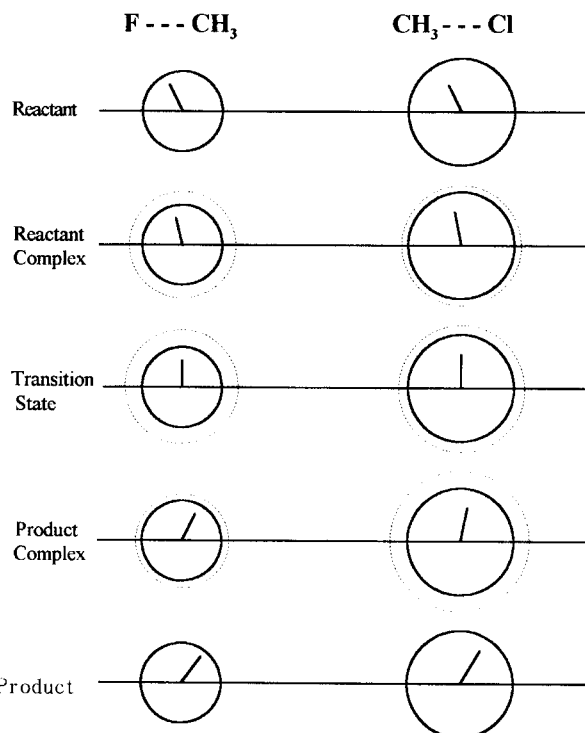 F - - - CH₃ CH₃ - - - Cl
Reactant
Reactant
Complex
Transition
State
Product
Complex
Product